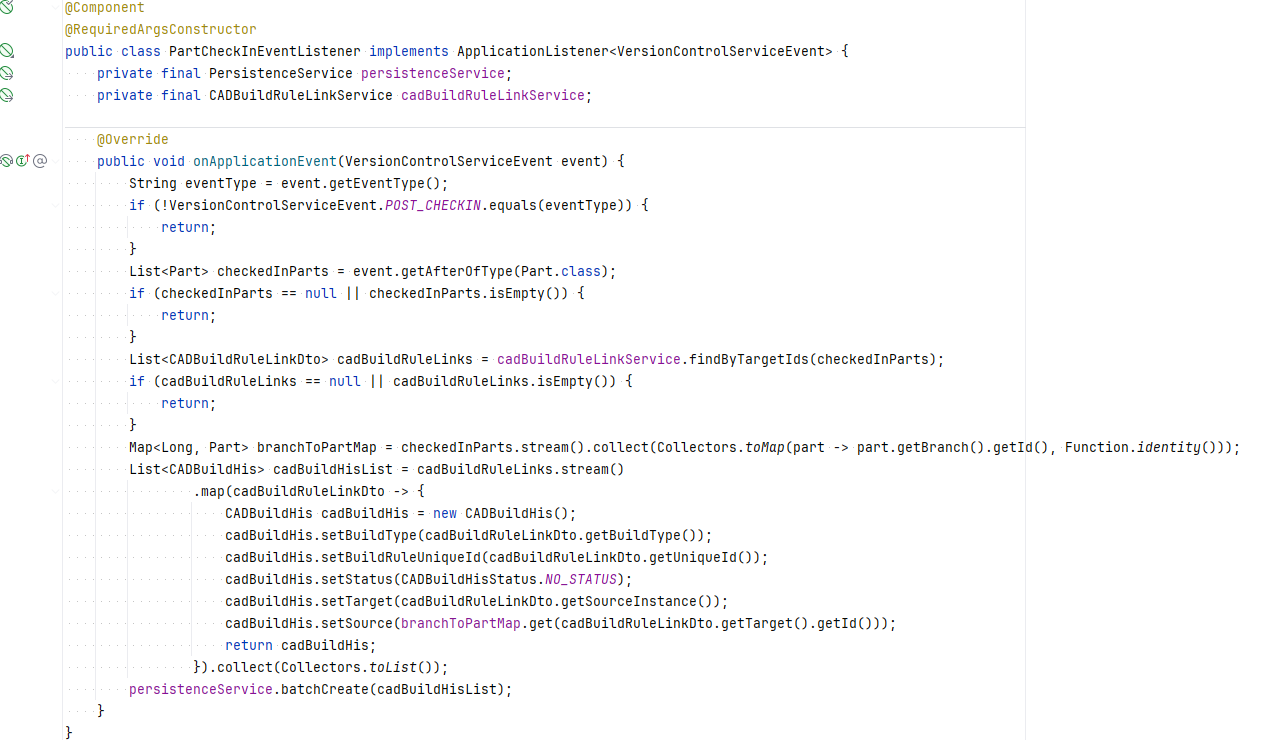 @Component
@RequiredArgsConstructor
public class PartCheckInEventListener implements ApplicationListener<VersionControlServiceEvent> {
    private final PersistenceService persistenceService;
    private final CADBuildRuleLinkService cadBuildRuleLinkService;

    @Override
    public void onApplicationEvent(VersionControlServiceEvent event) {
        String eventType = event.getEventType();
        if (!VersionControlServiceEvent.POST_CHECKIN.equals(eventType)) {
            return;
        }
        List<Part> checkedInParts = event.getAfterOfType(Part.class);
        if (checkedInParts == null || checkedInParts.isEmpty()) {
            return;
        }
        List<CADBuildRuleLinkDto> cadBuildRuleLinks = cadBuildRuleLinkService.findByTargetIds(checkedInParts);
        if (cadBuildRuleLinks == null || cadBuildRuleLinks.isEmpty()) {
            return;
        }
        Map<Long, Part> branchToPartMap = checkedInParts.stream().collect(Collectors.toMap(part -> part.getBranch().getId(), Function.identity()));
        List<CADBuildHis> cadBuildHisList = cadBuildRuleLinks.stream()
                .map(cadBuildRuleLinkDto -> {
                    CADBuildHis cadBuildHis = new CADBuildHis();
                    cadBuildHis.setBuildType(cadBuildRuleLinkDto.getBuildType());
                    cadBuildHis.setBuildRuleUniqueId(cadBuildRuleLinkDto.getUniqueId());
                    cadBuildHis.setStatus(CADBuildHisStatus.NO_STATUS);
                    cadBuildHis.setTarget(cadBuildRuleLinkDto.getSourceInstance());
                    cadBuildHis.setSource(branchToPartMap.get(cadBuildRuleLinkDto.getTarget().getId()));
                    return cadBuildHis;
                }).collect(Collectors.toList());
        persistenceService.batchCreate(cadBuildHisList);
    }
}